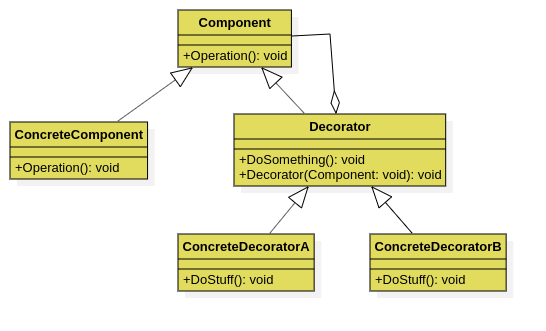 Component
+Operation(): void
ConcreteComponent
+Operation(): void
Decorator
+DoSomething(): void
+Decorator(Component: void): void
ConcreteDecoratorA
+DoStuff(): void
ConcreteDecoratorB
+DoStuff(): void